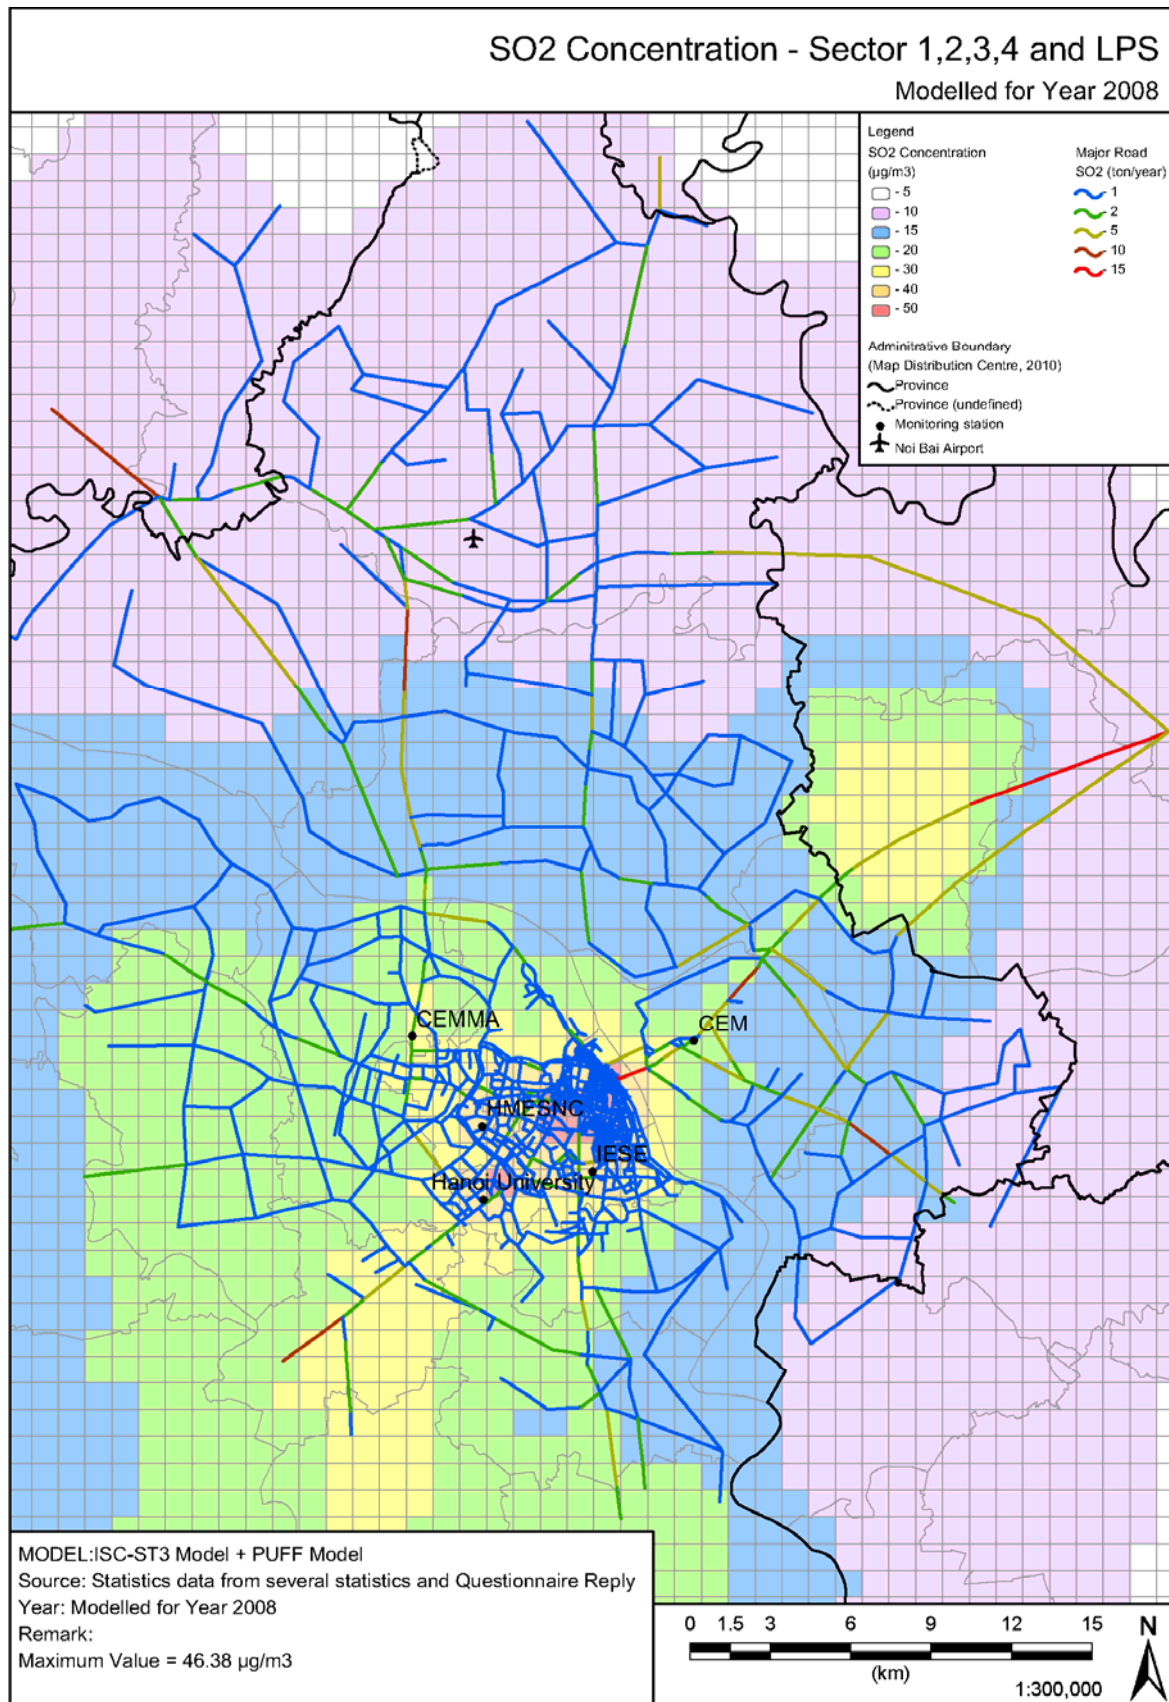 SO2 Concentration - Sector 1,2,3,4 and LPS
Modelled for Year 2008
Legend
SO2 Concentration
(µg/m3)
- 5
- 10
- 15
- 20
- 30
- 40
- 50
Major Road
SO2 (ton/year)
- 1
- 2
- 5
- 10
- 15
Adminitrative Boundary
(Map Distribution Centre, 2010)
Province
Province (undefined)
Monitoring station
Noi Bai Airport
CEMMA
CEM
HMESNC
IESE
Hanoi University
MODEL:ISC-ST3 Model + PUFF Model
Source: Statistics data from several statistics and Questionnaire Reply
Year: Modelled for Year 2008
Remark:
Maximum Value = 46.38 µg/m3
0 1.5 3 6 9 12 15
(km)
N
1:300,000